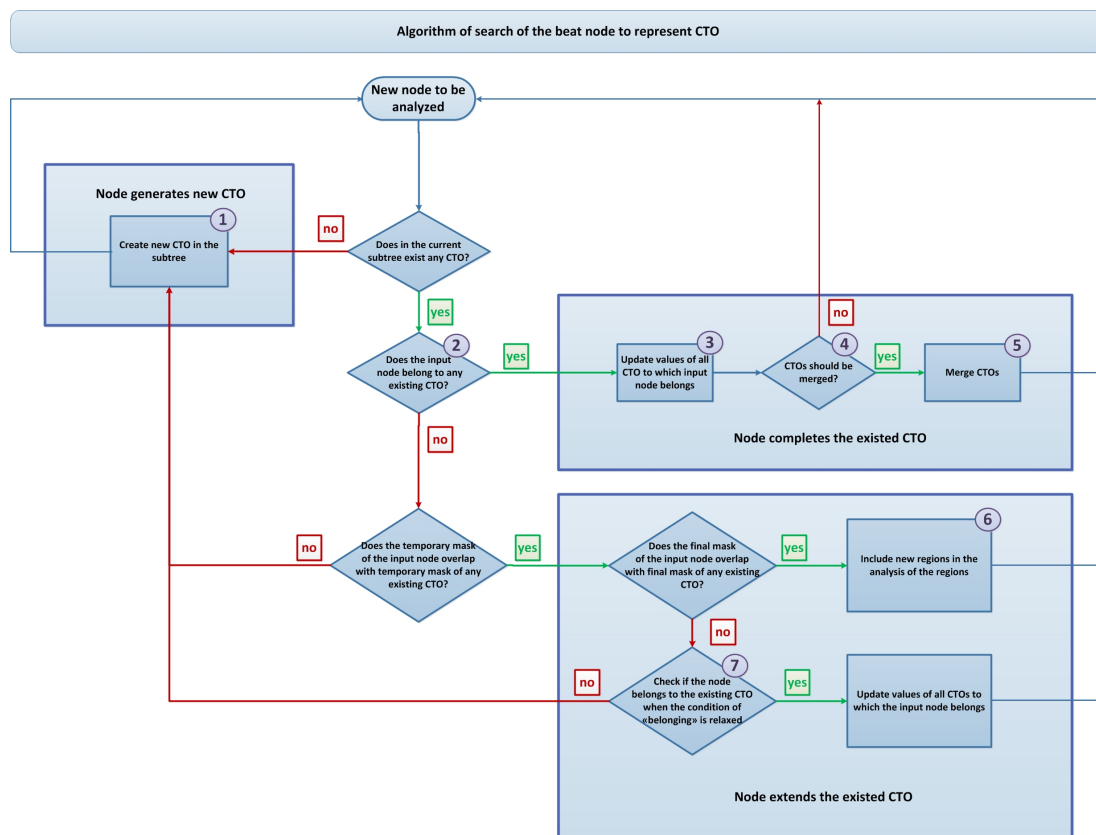 Algorithm of search of the beat node to represent CTO
New node to be
analyzed
Node generates new CTO
1
Create new CTO in the
subtree
no
Does in the current
subtree exist any CTO?
yes
2
Does the input
node belong to any
existing CTO?
yes
no
3
Update values of all
CTO to which input
node belongs
no
4
CTOs should be
merged?
yes
5
Merge CTOs
Node completes the existed CTO
no
Does the temporary mask
of the input node overlap
with temporary mask of any
existing CTO?
yes
Does the final mask
of the input node overlap
with final mask of any existing
CTO?
yes
6
Include new regions in the
analysis of the regions
no
no
7
Check if the node
belongs to the existing CTO
when the condition of
«belonging» is relaxed
yes
Update values of all CTOs to
which the input node belongs
Node extends the existed CTO